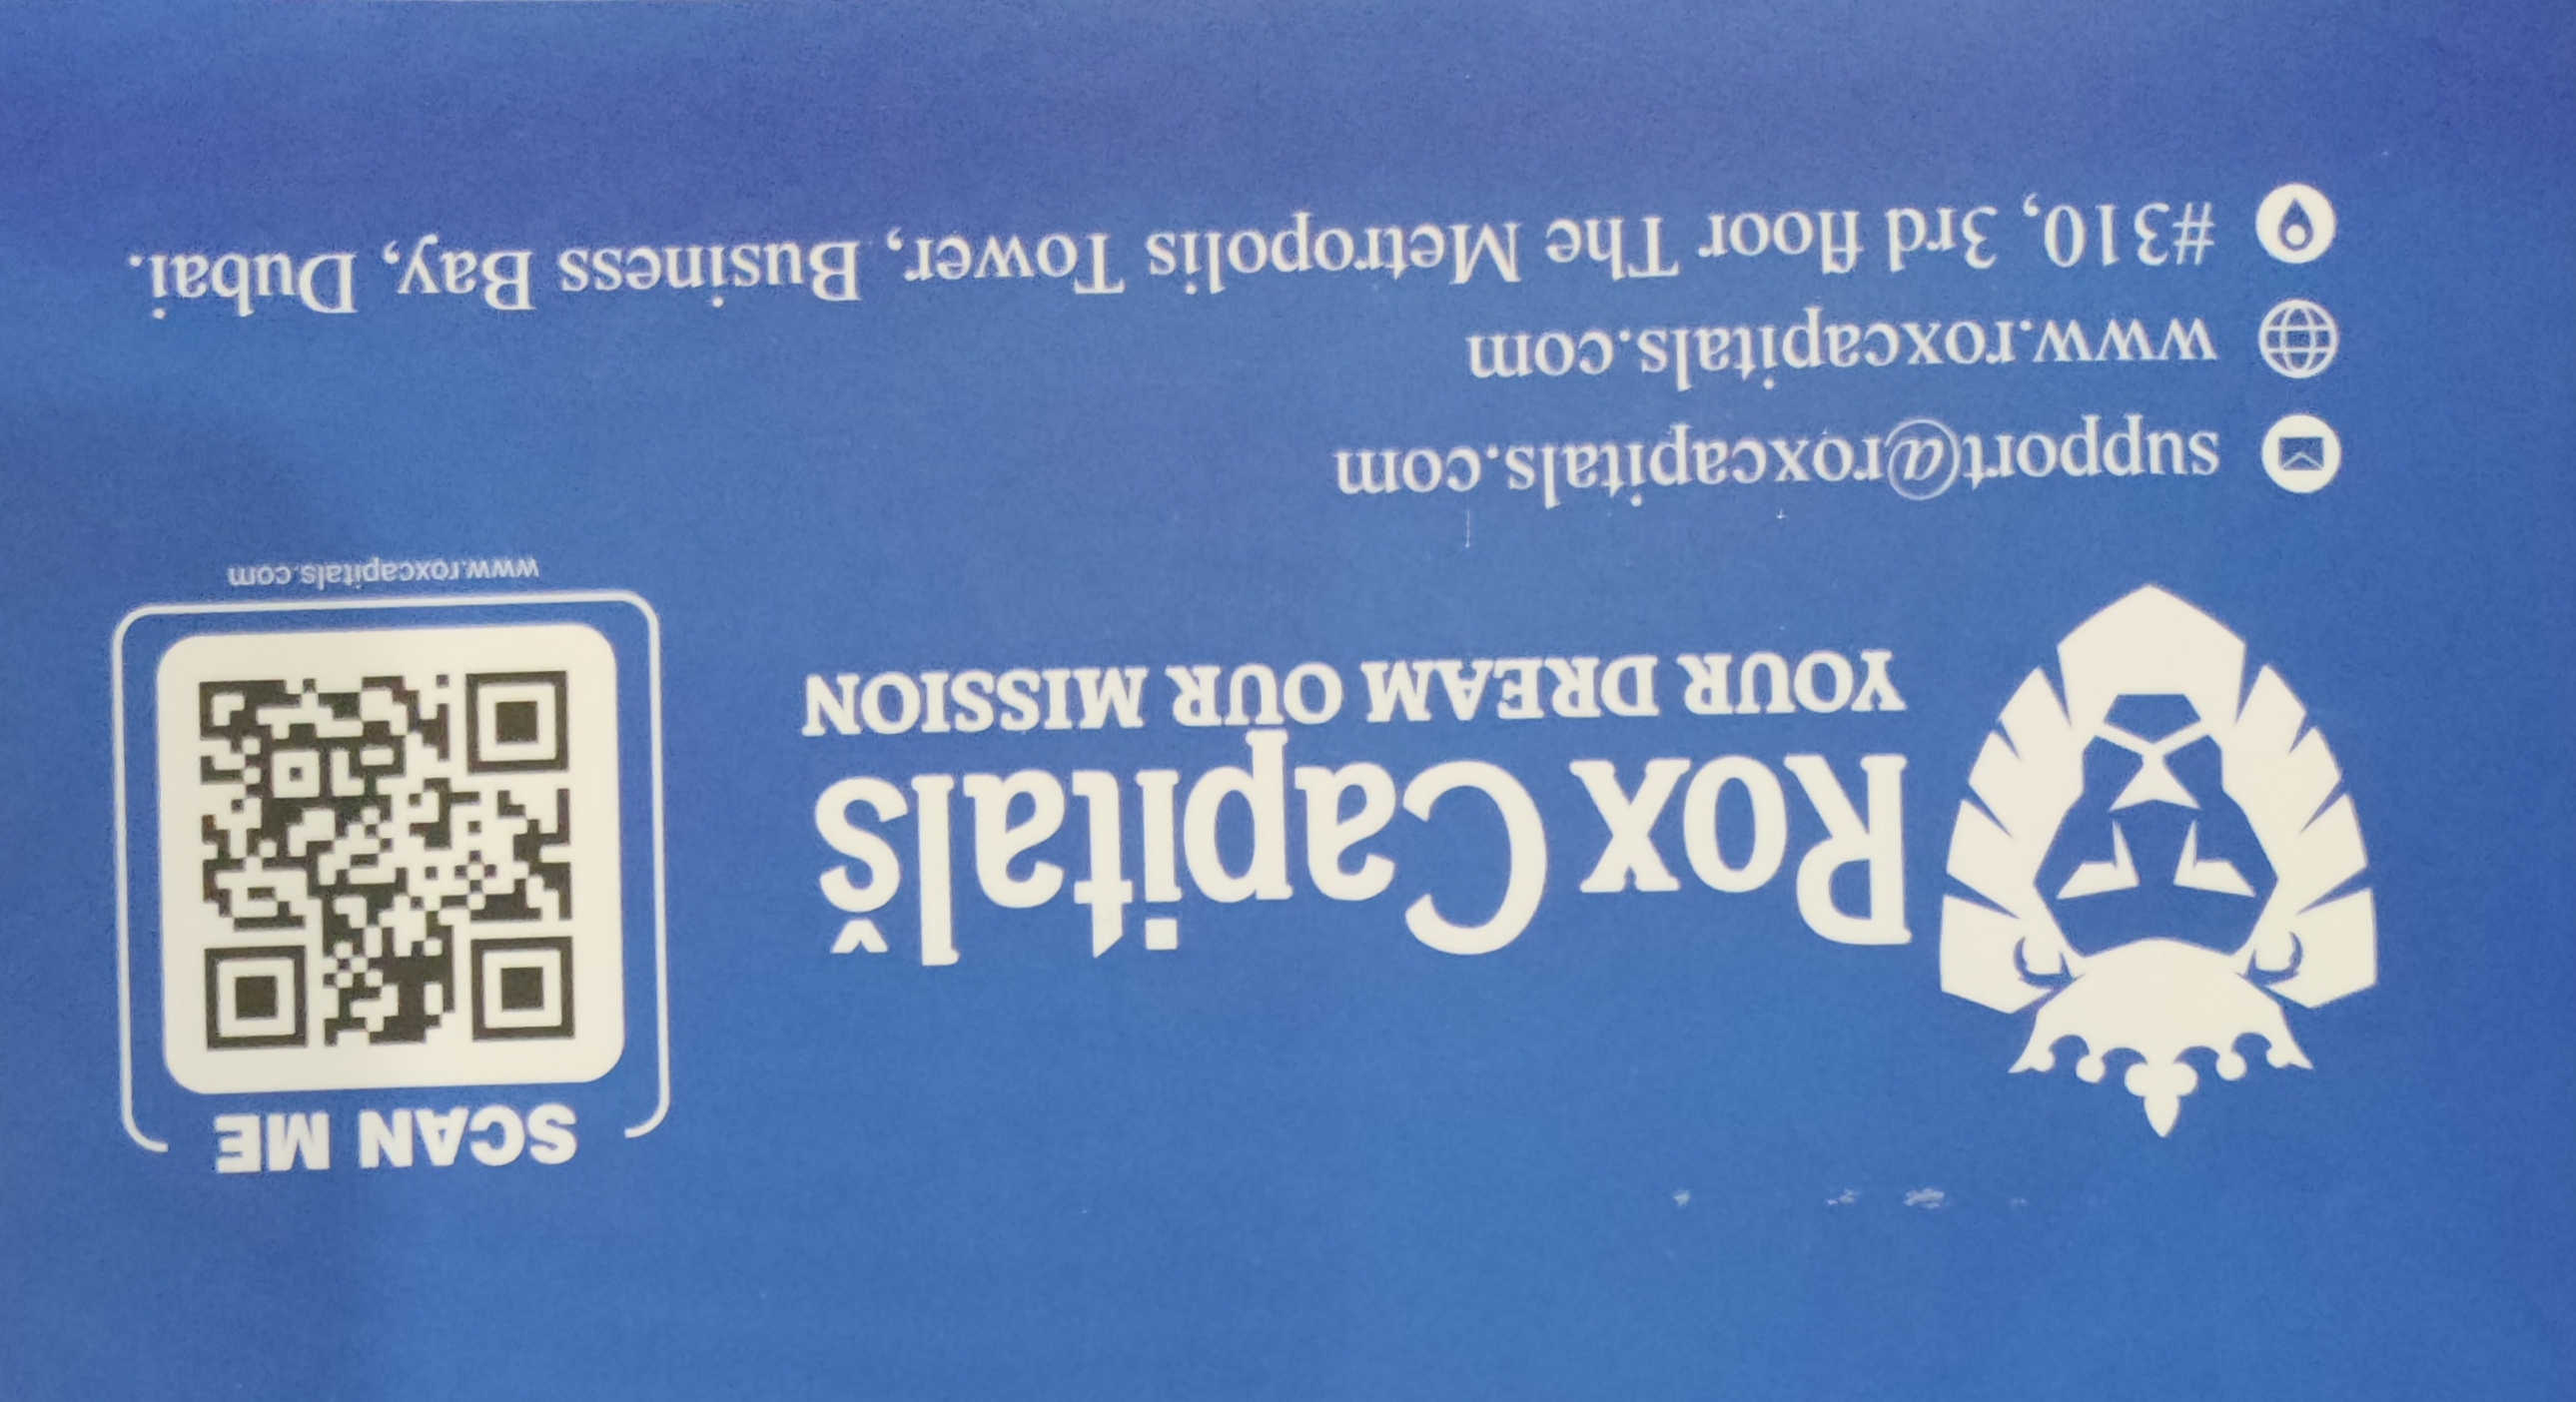 Rox Capitalš
YOUR DREAM OUR MISSION
SCAN ME
www.roxcapitals.com
support@roxcapitals.com
www.roxcapitals.com
#310, 3rd floor The Metropolis Tower, Business Bay, Dubai.